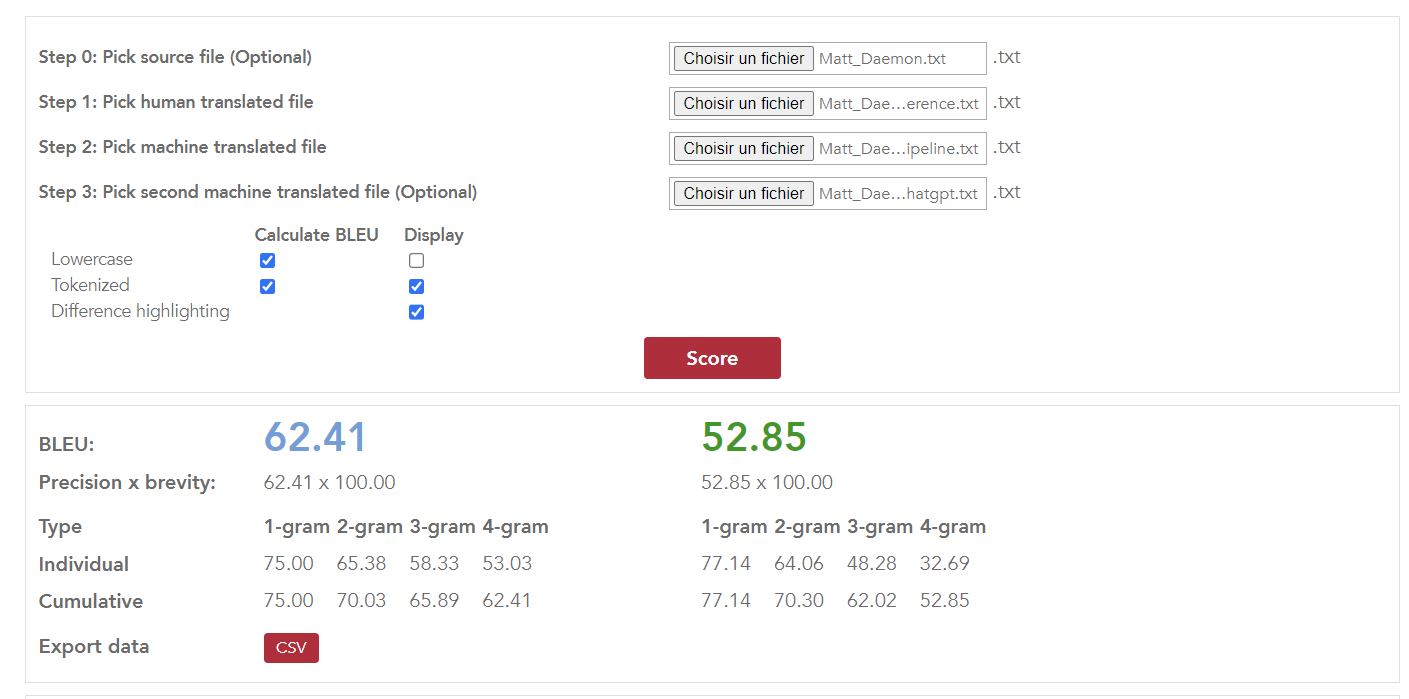 Step 0: Pick source file (Optional) Choisir un fichier Matt_Daemon.txt .txt
Step 1: Pick human translated file Choisir un fichier Matt_Dae...erence.txt .txt
Step 2: Pick machine translated file Choisir un fichier Matt_Dae...ipeline.txt .txt
Step 3: Pick second machine translated file (Optional) Choisir un fichier Matt_Dae...hatgpt.txt .txt
Calculate BLEU Display
Lowercase
Tokenized
Difference highlighting
Score
BLEU: 62.41 52.85
Precision x brevity: 62.41 x 100.00 52.85 x 100.00
Type 1-gram 2-gram 3-gram 4-gram 1-gram 2-gram 3-gram 4-gram
Individual 75.00 65.38 58.33 53.03 77.14 64.06 48.28 32.69
Cumulative 75.00 70.03 65.89 62.41 77.14 70.30 62.02 52.85
Export data CSV